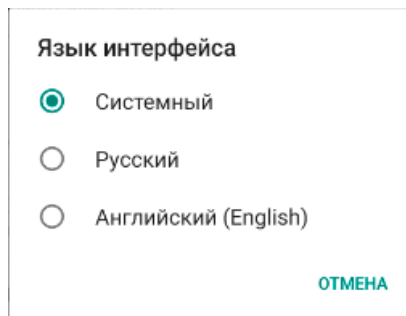 Язык интерфейса
Системный
Русский
Английский (English)
ОТМЕНА